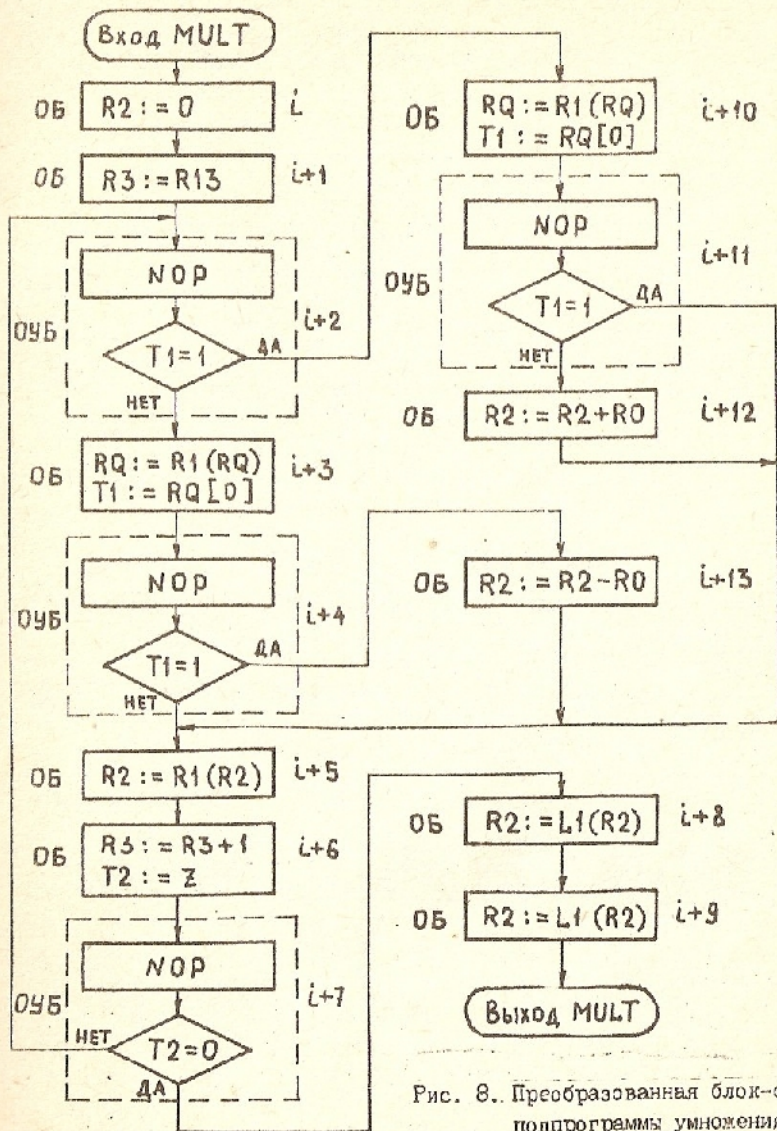 Вход MULT
ОБ R2:=0 i
ОБ R3:=R13 i+1
NOP
ОУБ i+2
T1=1 ДА
НЕТ
ОБ RQ:=R1(RQ) i+3
T1:=RQ[0]
NOP
ОУБ i+4
T1=1 ДА
НЕТ
ОБ R2:=R1(R2) i+5
ОБ R3:=R3+1 i+6
T2:=Z
NOP
ОУБ i+7
НЕТ T2=0
ДА
ОБ RQ:=R1(RQ) i+10
T1:=RQ[0]
NOP
ОУБ i+11
T1=1 ДА
НЕТ
ОБ R2:=R2+R0 i+12
ОБ R2:=R2-R0 i+13
ОБ R2:=L1(R2) i+8
ОБ R2:=L1(R2) i+9
Выход MULT
Рис. 8. Преобразованная блок-
подпрограммы умножения